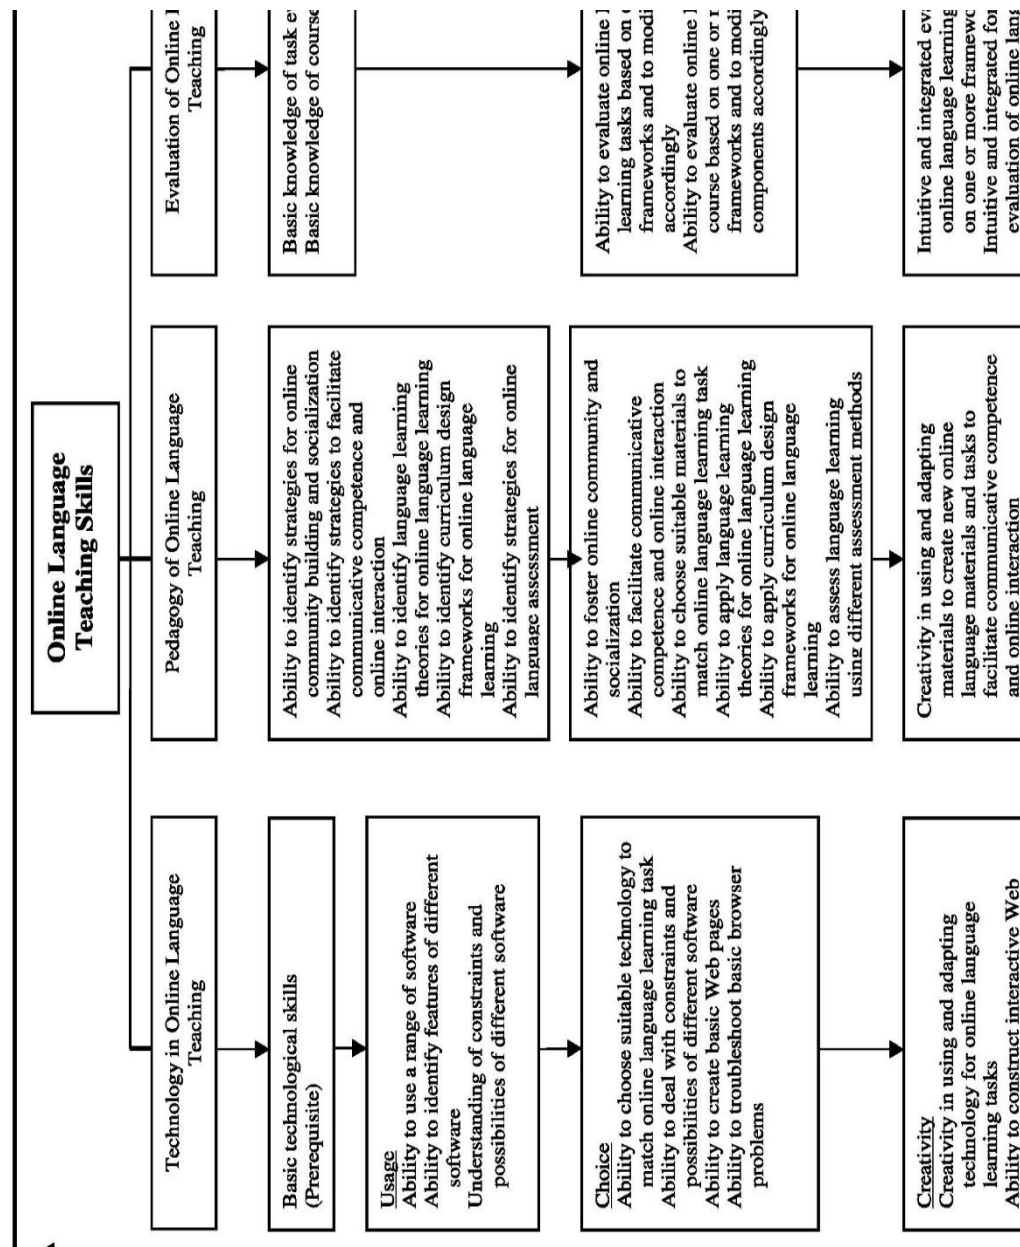 Online Language
Teaching Skills
Technology in Online Language
Teaching
Basic technological skills
(Prerequisite)
Usage
Ability to use a range of software
Ability to identify features of different
software
Understanding of constraints and
possibilities of different software
Choice
Ability to choose suitable technology to
match online language learning task
Ability to deal with constraints and
possibilities of different software
Ability to create basic Web pages
Ability to troubleshoot basic browser
problems
Creativity
Creativity in using and adapting
technology for online language
learning tasks
Ability to construct interactive Web
Pedagogy of Online Language
Teaching
Ability to identify strategies for online
community building and socialization
Ability to identify strategies to facilitate
communicative competence and
online interaction
Ability to identify language learning
theories for online language learning
Ability to identify curriculum design
frameworks for online language
learning
Ability to identify strategies for online
language assessment
Ability to foster online community and
socialization
Ability to facilitate communicative
competence and online interaction
Ability to choose suitable materials to
match online language learning task
Ability to apply language learning
theories for online language learning
Ability to apply curriculum design
frameworks for online language
learning
Ability to assess language learning
using different assessment methods
Creativity in using and adapting
materials to create new online
language materials and tasks to
facilitate communicative competence
and online interaction
Evaluation of Online
Teaching
Basic knowledge of task
Basic knowledge of course
Ability to evaluate online
learning tasks based on
frameworks and to
accordingly
Ability to evaluate online
course based on one or
frameworks and to
components accordingly
Intuitive and integrated
online language learning
on one or more
Intuitive and integrated
evaluation of online